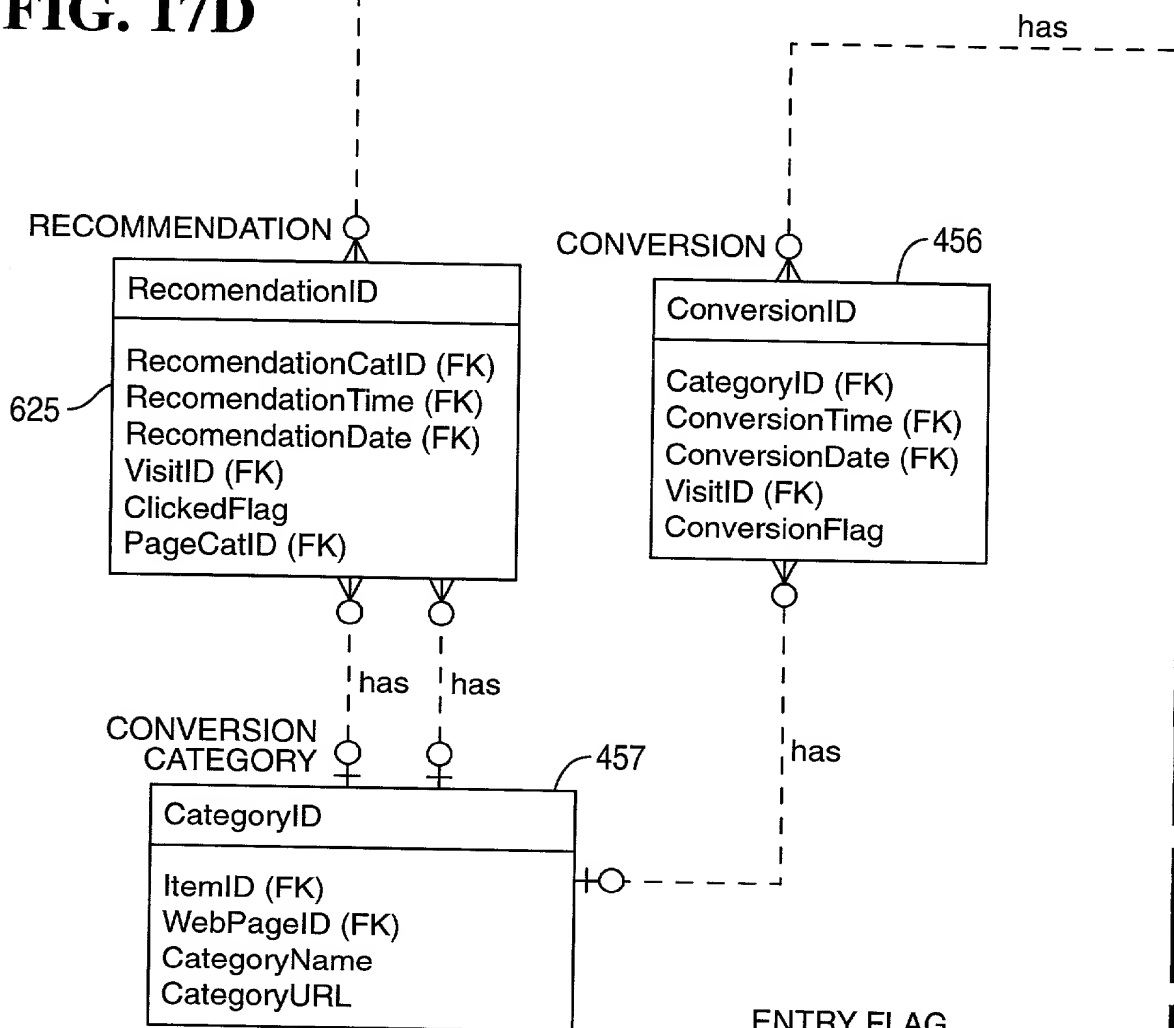 FIG. 17D
has
RECOMMENDATION
RecomendationID
RecomendationCatID (FK)
RecomendationTime (FK)
RecomendationDate (FK)
VisitID (FK)
ClickedFlag
PageCatID (FK)
625
CONVERSION
456
ConversionID
CategoryID (FK)
ConversionTime (FK)
ConversionDate (FK)
VisitID (FK)
ConversionFlag
has
has
has
CONVERSION
CATEGORY
457
CategoryID
ItemID (FK)
WebPageID (FK)
CategoryName
CategoryURL
ENTRY FLAG